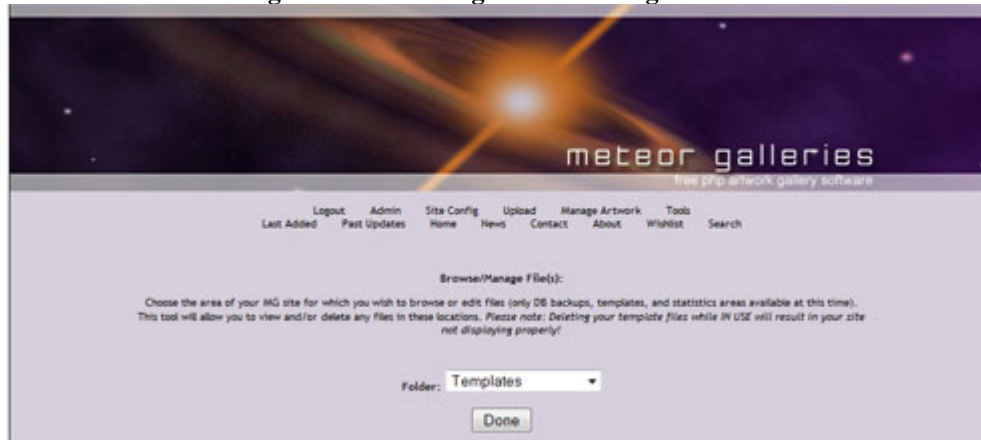 meteor galleries
free php artwork gallery software
Logout Admin Site Config Upload Manage Artwork Tools
Last Added Past Updates Home News Contact About Wishlist Search
Browse/Manage File(s):
Choose the area of your MG site for which you wish to browse or edit files (only DB backups, templates, and statistics areas available at this time).
This tool will allow you to view and/or delete any files in these locations. Please note: Deleting your template files while IN USE will result in your site
not displaying properly!
Folder: Templates
Done